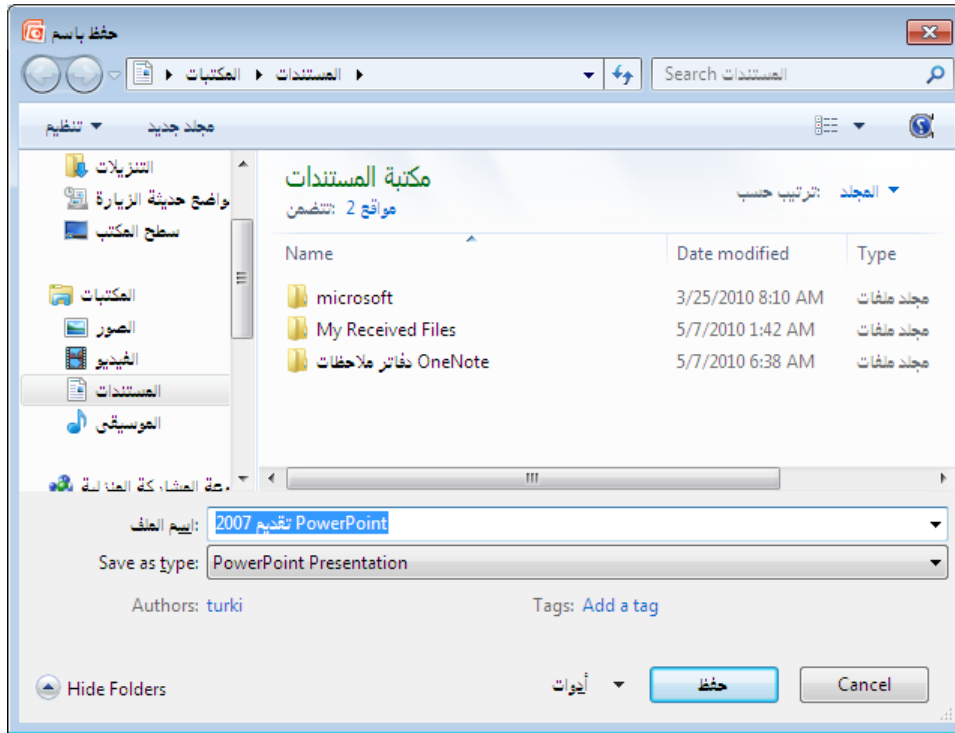 حفظ باسم
المكتبات ▸ المستندات ▸
Search المستندات
تنظيم
مجلد جديد
التنزيلات
واضع حديثة الزيارة
سطح المكتب
المكتبات
الصور
الفيديو
المستندات
الموسيقى
عة المشاركة المنزلية
مكتبة المستندات
تتضمن: 2 مواقع
ترتيب حسب: المجلد
Name Date modified Type
microsoft 3/25/2010 8:10 AM مجلد ملفات
My Received Files 5/7/2010 1:42 AM مجلد ملفات
دفاتر ملاحظات OneNote 5/7/2010 6:38 AM مجلد ملفات
اسم الملف: تقديم PowerPoint 2007
Save as type: PowerPoint Presentation
Authors: turki Tags: Add a tag
Hide Folders أدوات حفظ Cancel